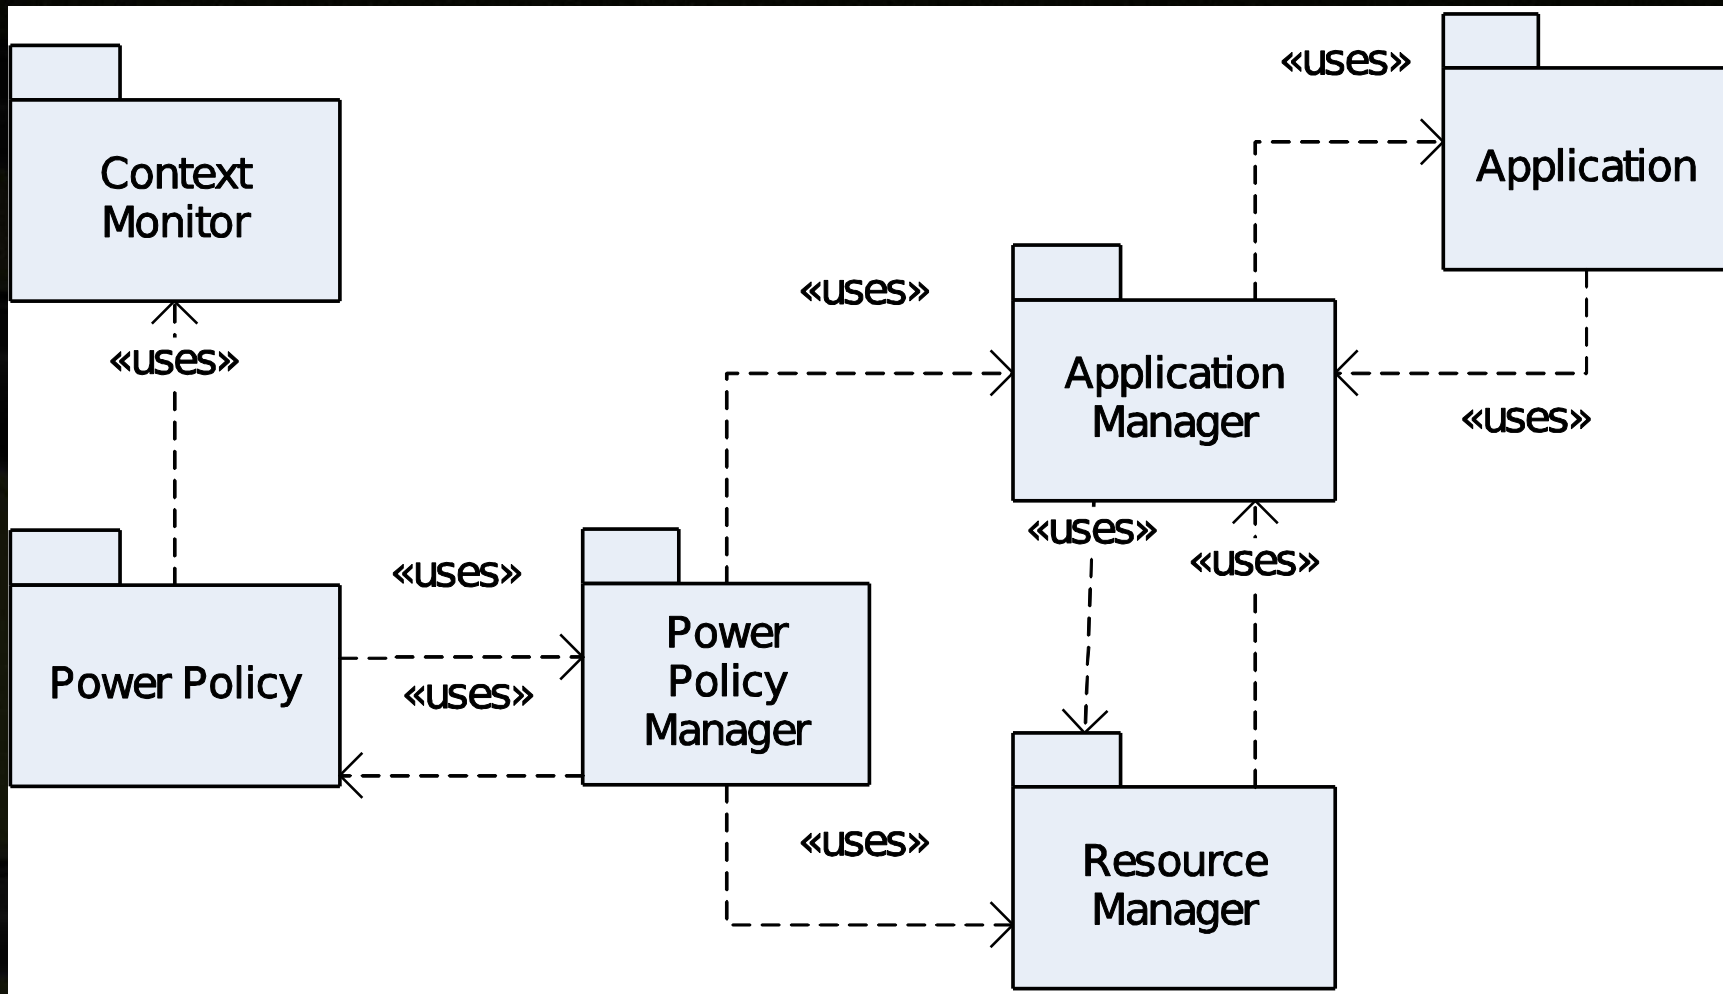 «uses»
Context
Monitor
Application
«uses»
«uses»
Application
Manager
«uses»
«uses»
«uses»
«uses»
Power Policy
«uses»
Power
Policy
Manager
«uses»
«uses»
Resource
Manager